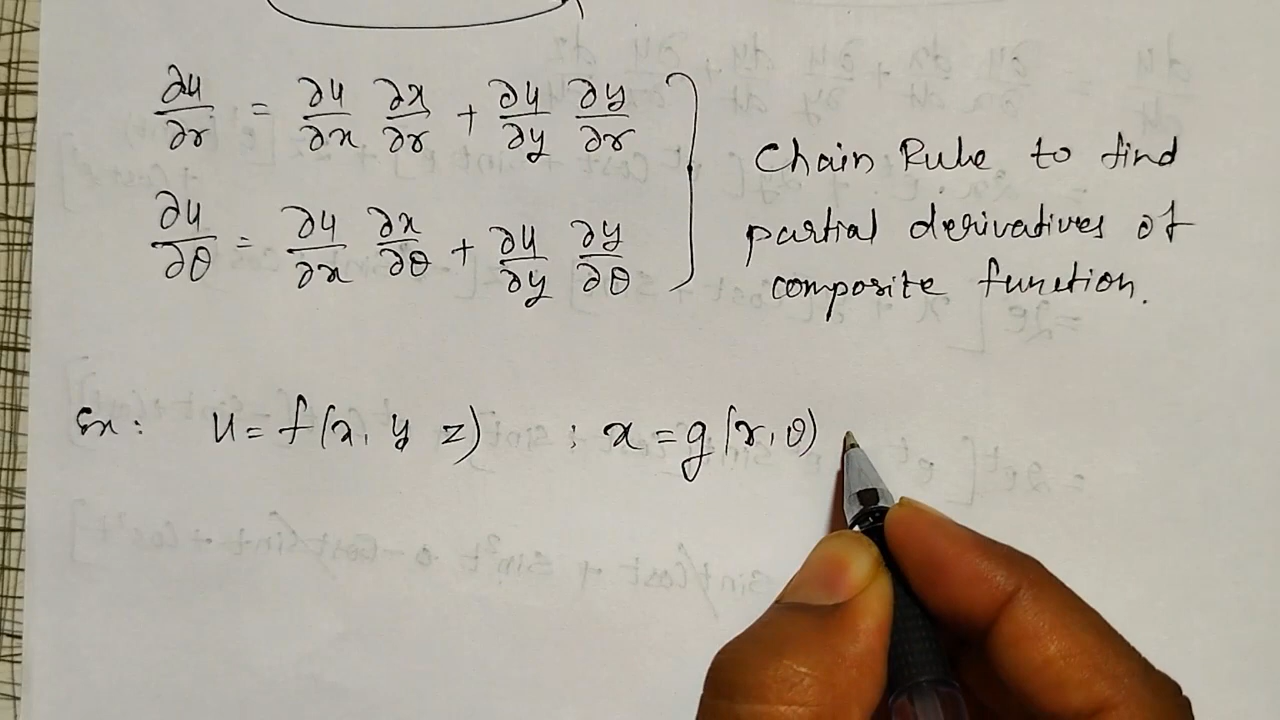 ∂u/∂r = ∂u/∂x ∂x/∂r + ∂u/∂y ∂y/∂r
∂u/∂θ = ∂u/∂x ∂x/∂θ + ∂u/∂y ∂y/∂θ
Chain Rule to find
partial derivatives of
composite function.
Ex: u = f(x, y z) ; x = g(r, θ)